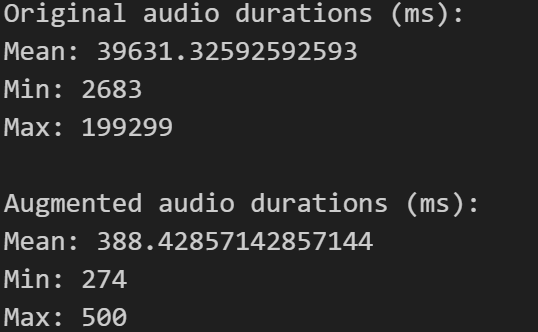 Original audio durations (ms):
Mean: 39631.32592592593
Min: 2683
Max: 199299
Augmented audio durations (ms):
Mean: 388.42857142857144
Min: 274
Max: 500